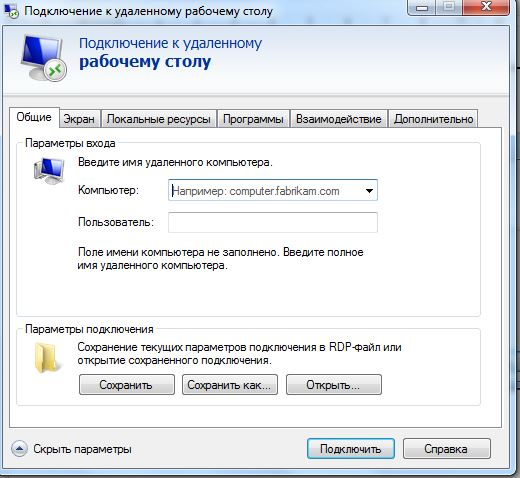 Подключение к удаленному рабочему столу
Подключение к удаленному
рабочему столу
Общие Экран Локальные ресурсы Программы Взаимодействие Дополнительно
Параметры входа
Введите имя удаленного компьютера.
Компьютер: Например: computer.fabrikam.com
Пользователь:
Поле имени компьютера не заполнено. Введите полное
имя удаленного компьютера.
Параметры подключения
Сохранение текущих параметров подключения в RDP-файл или
открытие сохраненного подключения.
Сохранить Сохранить как... Открыть...
Скрыть параметры Подключить Справка